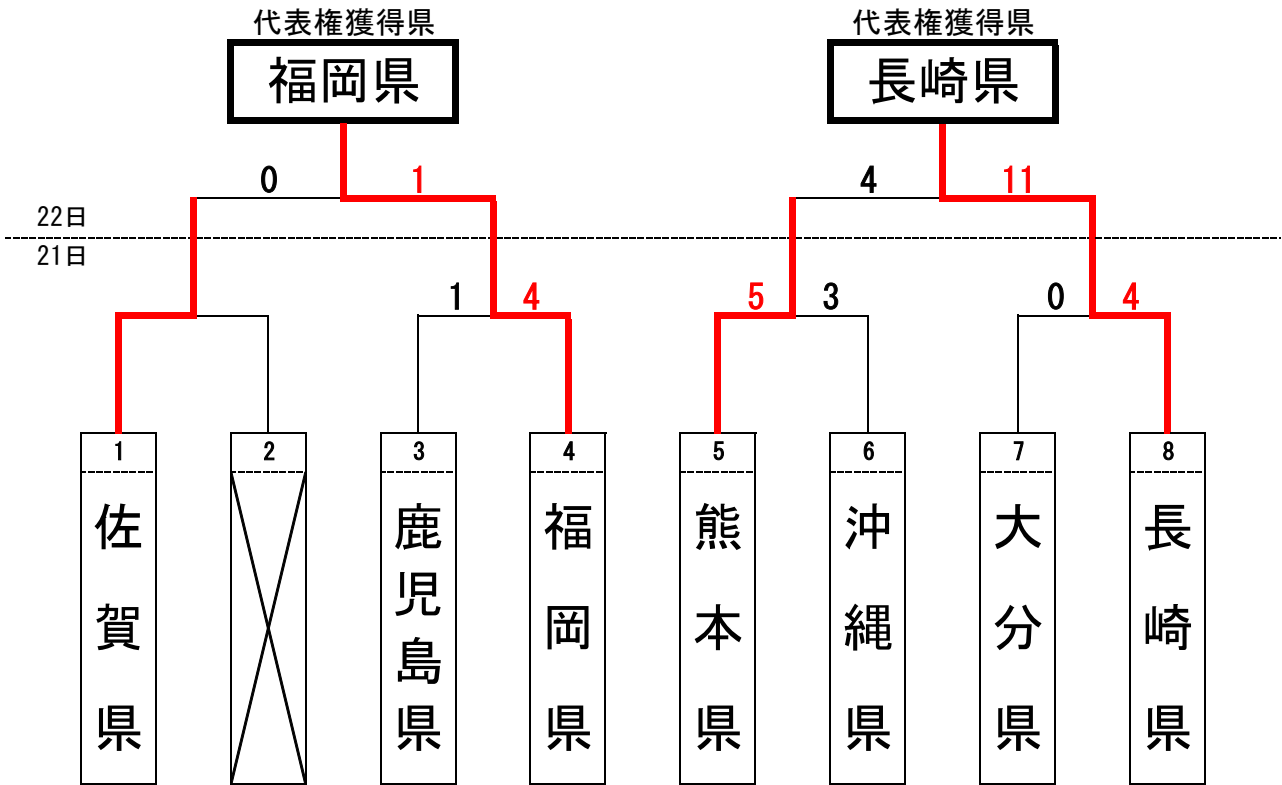 代表権獲得県
代表権獲得県
福岡県
長崎県
0 1 4 11
22日
21日
1 4 5 3 0 4
1 2 3 4 5 6 7 8
佐賀県
鹿児島県
福岡県
熊本県
沖縄県
大分県
長崎県